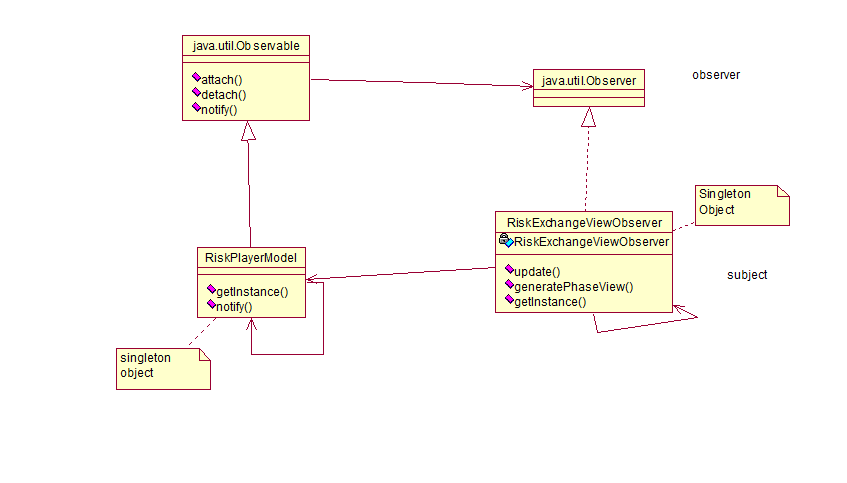 java.util.Observable
attach()
detach()
notify()
java.util.Observer
observer
RiskPlayerModel
getInstance()
notify()
singleton
object
RiskExchangeViewObserver
RiskExchangeViewObserver
update()
generatePhaseView()
getInstance()
Singleton
Object
subject